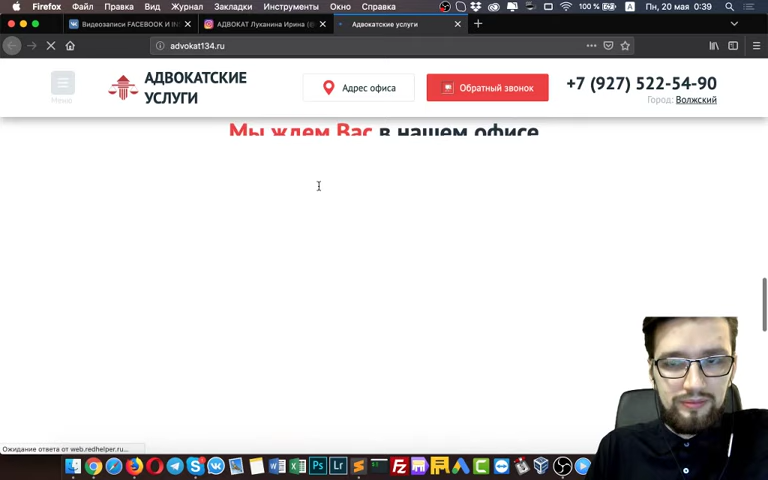 Firefox Файл Правка Вид Журнал Закладки Инструменты Окно Справка 100 % A Пн, 20 мая 0:39
Видеозаписи FACEBOOK И IN
АДВОКАТ Луканина Ирина (@
Адвокатские услуги
advokat134.ru
Меню
АДВОКАТСКИЕ
УСЛУГИ
Адрес офиса
Обратный звонок
+7 (927) 522-54-90
Город: Волжский
Мы ждем Вас в нашем офисе
Ожидание ответа от web.redhelper.ru...